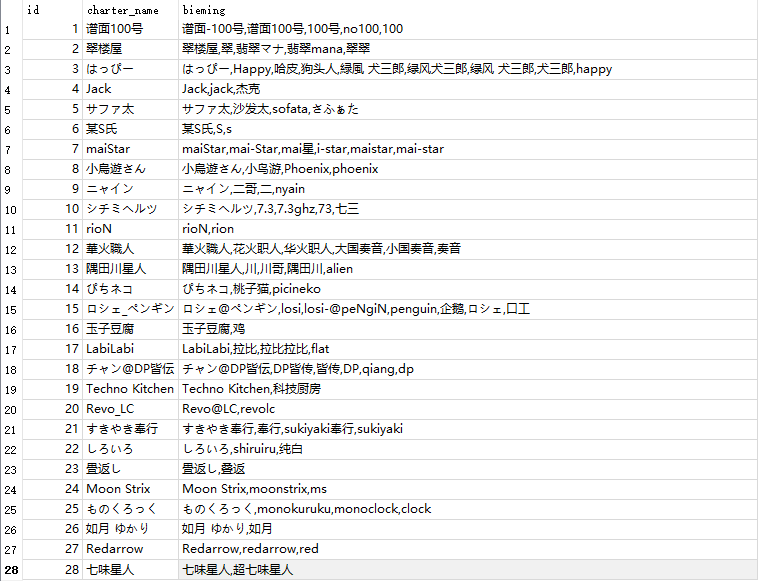 id charter_name bieming
1 1 谱面100号 谱面-100号,谱面100号,100号,no100,100
2 2 翠楼屋 翠楼屋,翠,翡翠マナ,翡翠mana,翠翠
3 3 はっぴー はっぴー,Happy,哈皮,狗头人,緑風 犬三郎,绿风犬三郎,绿风 犬三郎,犬三郎,happy
4 4 Jack Jack,jack,杰克
5 5 サファ太 サファ太,沙发太,sofata,さふぁた
6 6 某S氏 某S氏,S,s
7 7 maiStar maiStar,mai-Star,mai星,i-star,maistar,mai-star
8 8 小鳥遊さん 小鳥遊さん,小鸟游,Phoenix,phoenix
9 9 ニャイン ニャイン,二哥,二,nyain
10 10 シチミヘルツ シチミヘルツ,7.3,7.3ghz,73,七三
11 11 rioN rioN,rion
12 12 華火職人 華火職人,花火职人,华火职人,大国奏音,小国奏音,奏音
13 13 隅田川星人 隅田川星人,川,川哥,隅田川,alien
14 14 ぴちネコ ぴちネコ,桃子猫,picineko
15 15 ロシェ_ペンギン ロシェ@ペンギン,losi,losi-@peNgiN,penguin,企鹅,ロシェ,口工
16 16 玉子豆腐 玉子豆腐,鸡
17 17 LabiLabi LabiLabi,拉比,拉比拉比,flat
18 18 チャン@DP皆伝 チャン@DP皆伝,DP皆传,皆传,DP,qiang,dp
19 19 Techno Kitchen Techno Kitchen,科技厨房
20 20 Revo_LC Revo@LC,revolc
21 21 すきやき奉行 すきやき奉行,奉行,sukiyaki奉行,sukiyaki
22 22 しろいろ しろいろ,shiruiru,纯白
23 23 畳返し 畳返し,叠返
24 24 Moon Strix Moon Strix,moonstrix,ms
25 25 ものくろっく ものくろっく,monokuruku,monoclock,clock
26 26 如月 ゆかり 如月 ゆかり,如月
27 27 Redarrow Redarrow,redarrow,red
28 28 七味星人 七味星人,超七味星人